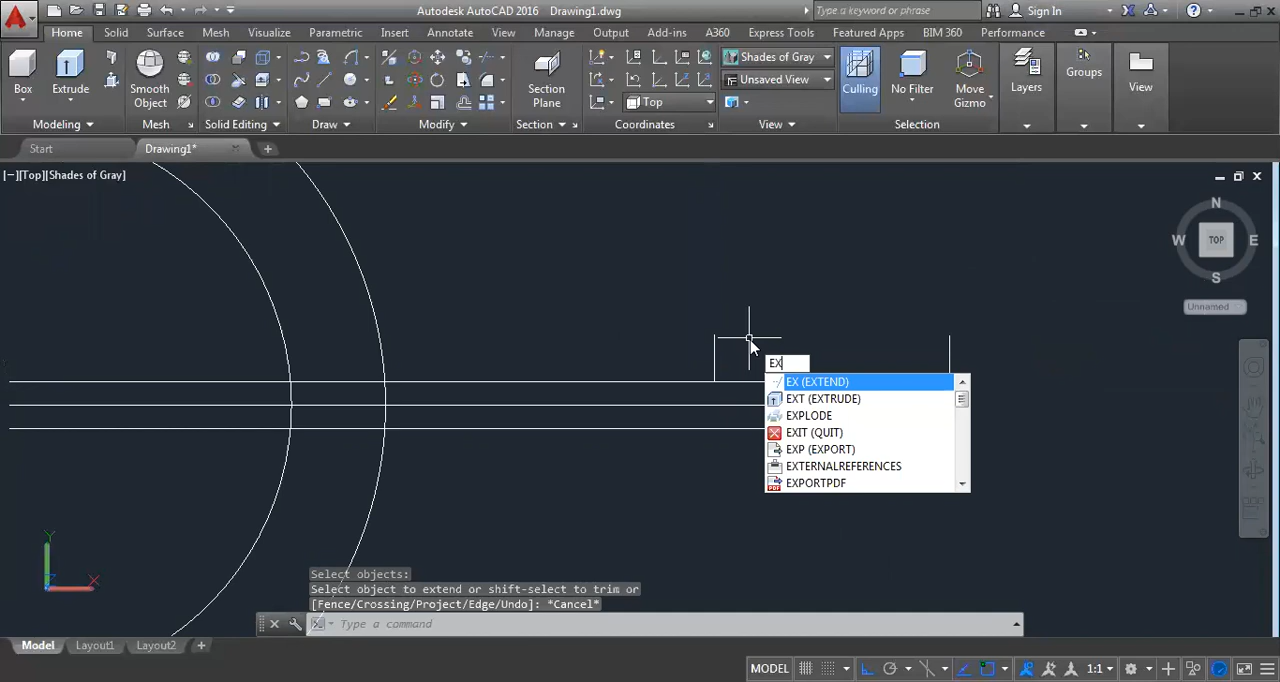 Autodesk AutoCAD 2016 Drawing1.dwg
Type a keyword or phrase
Sign In
Home Solid Surface Mesh Visualize Parametric Insert Annotate View Manage Output Add-ins A360 Express Tools Featured Apps BIM 360 Performance
Box
Extrude
Smooth
Object
Section
Plane
Shades of Gray
Unsaved View
Top
Culling
No Filter
Move
Gizmo
Layers
Groups
View
Modeling
Mesh
Solid Editing
Draw
Modify
Section
Coordinates
View
Selection
Start
Drawing1*
[−][Top][Shades of Gray]
N
W
TOP
E
S
Unnamed
EX
EX (EXTEND)
EXT (EXTRUDE)
EXPLODE
EXIT (QUIT)
EXP (EXPORT)
EXTERNALREFERENCES
EXPORTPDF
Y
X
Select objects:
Select object to extend or shift-select to trim or
[Fence/Crossing/Project/Edge/Undo]: *Cancel*
Type a command
Model Layout1 Layout2
MODEL
1:1